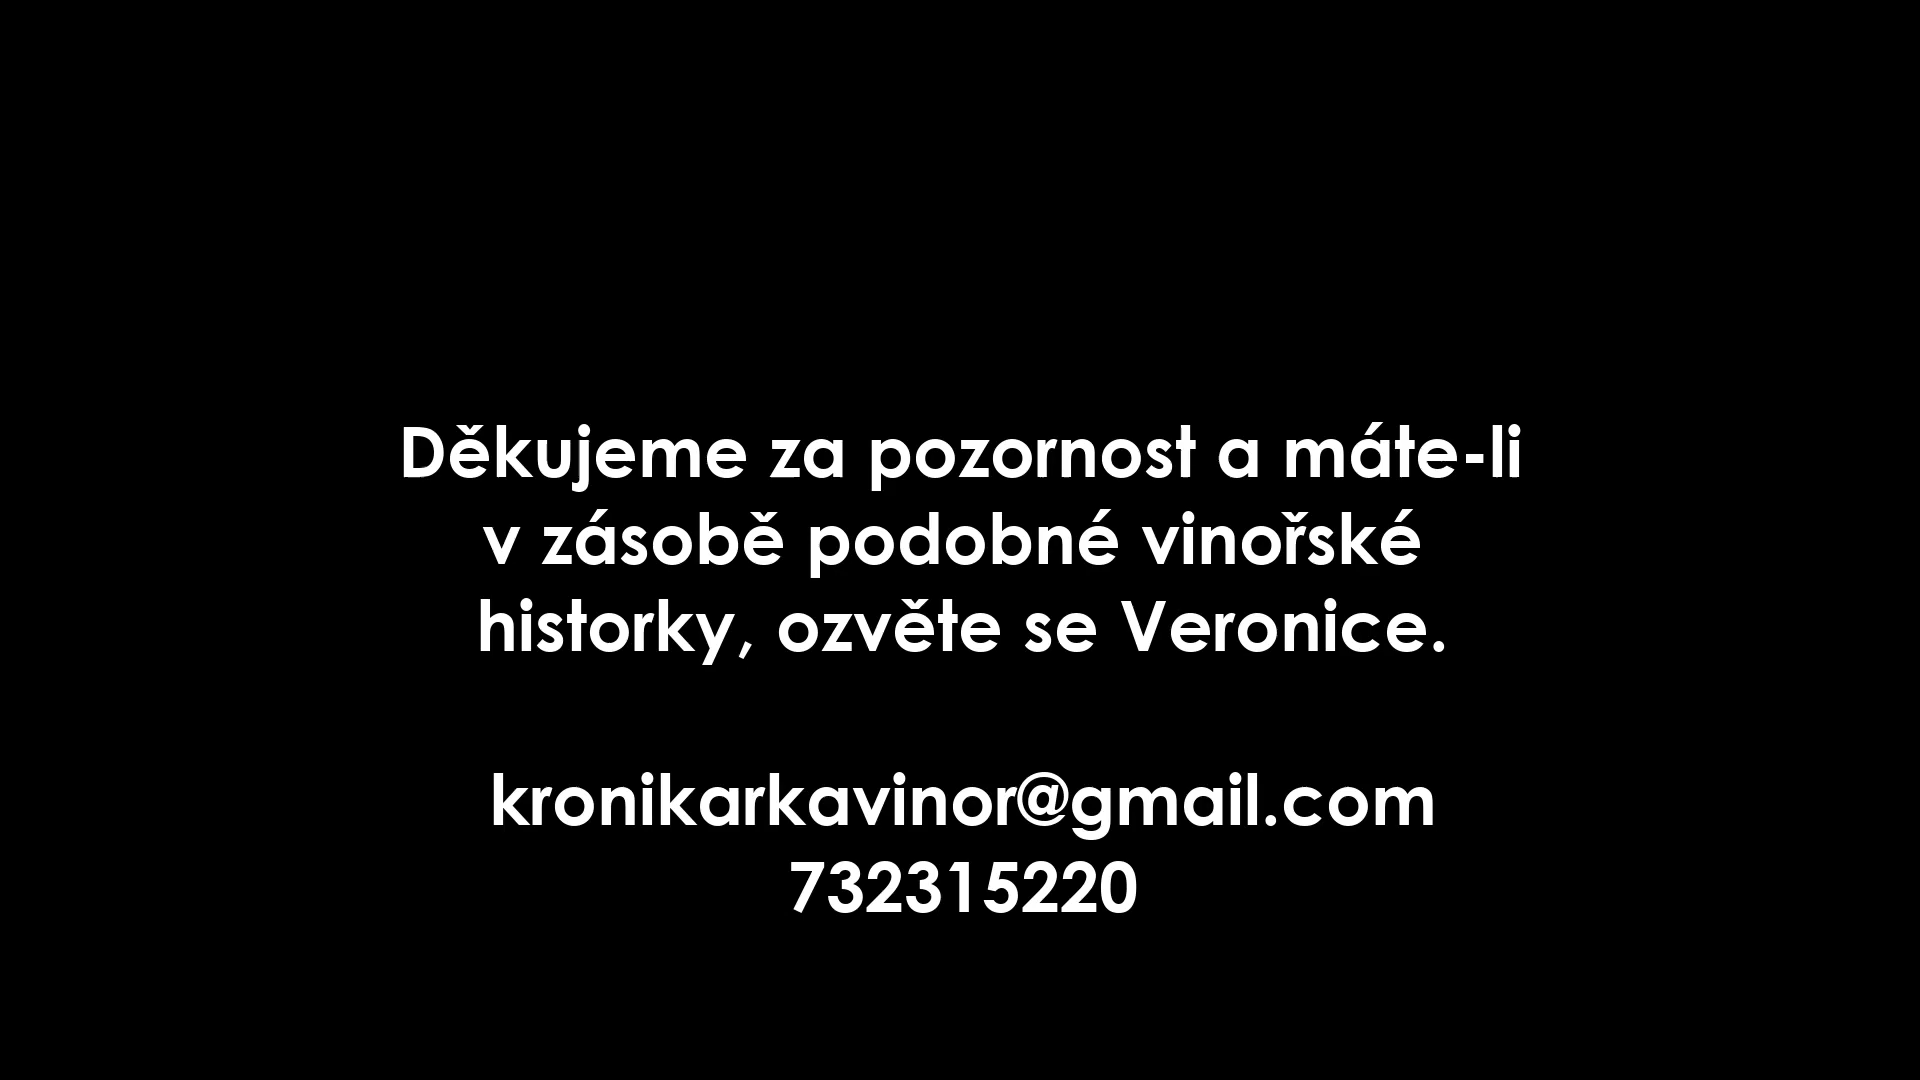 Děkujeme za pozornost a máte-li
v zásobě podobné vinořské
historky, ozvěte se Veronice.
kronikarkavinor@gmail.com
732315220